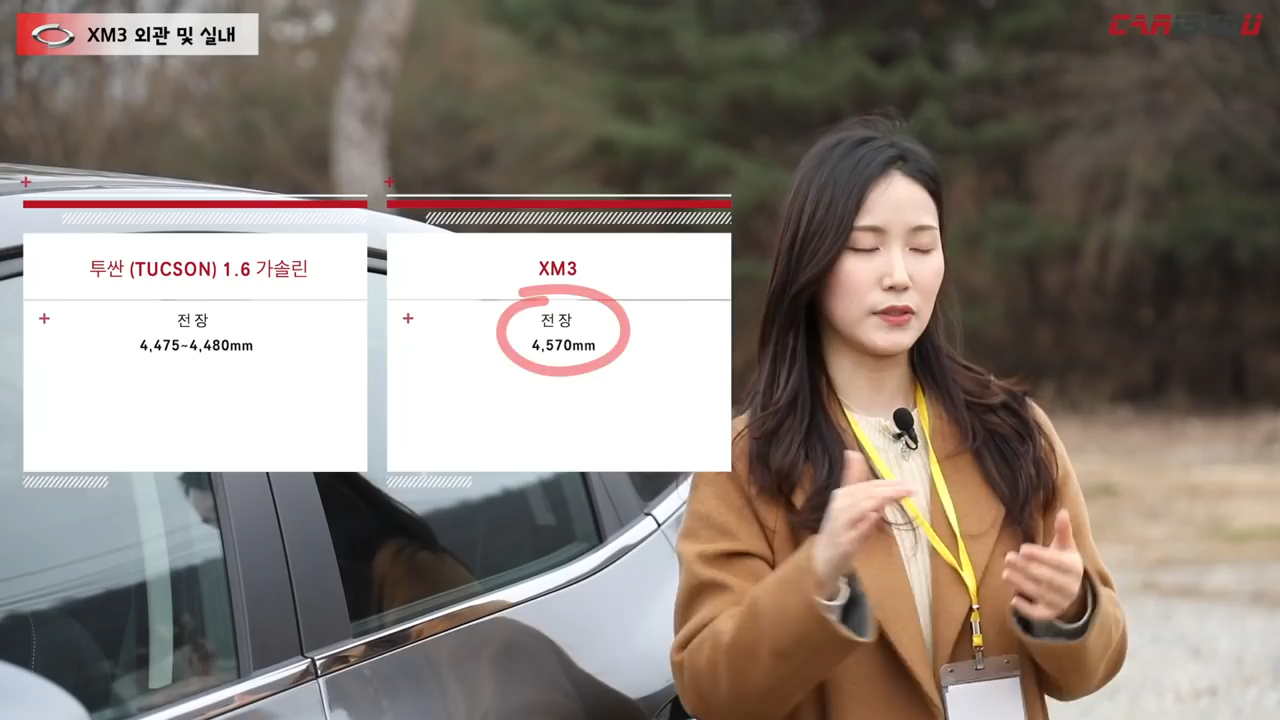 XM3 외관 및 실내
투싼 (TUCSON) 1.6 가솔린
전장
4,475~4,480mm
XM3
전장
4,570mm